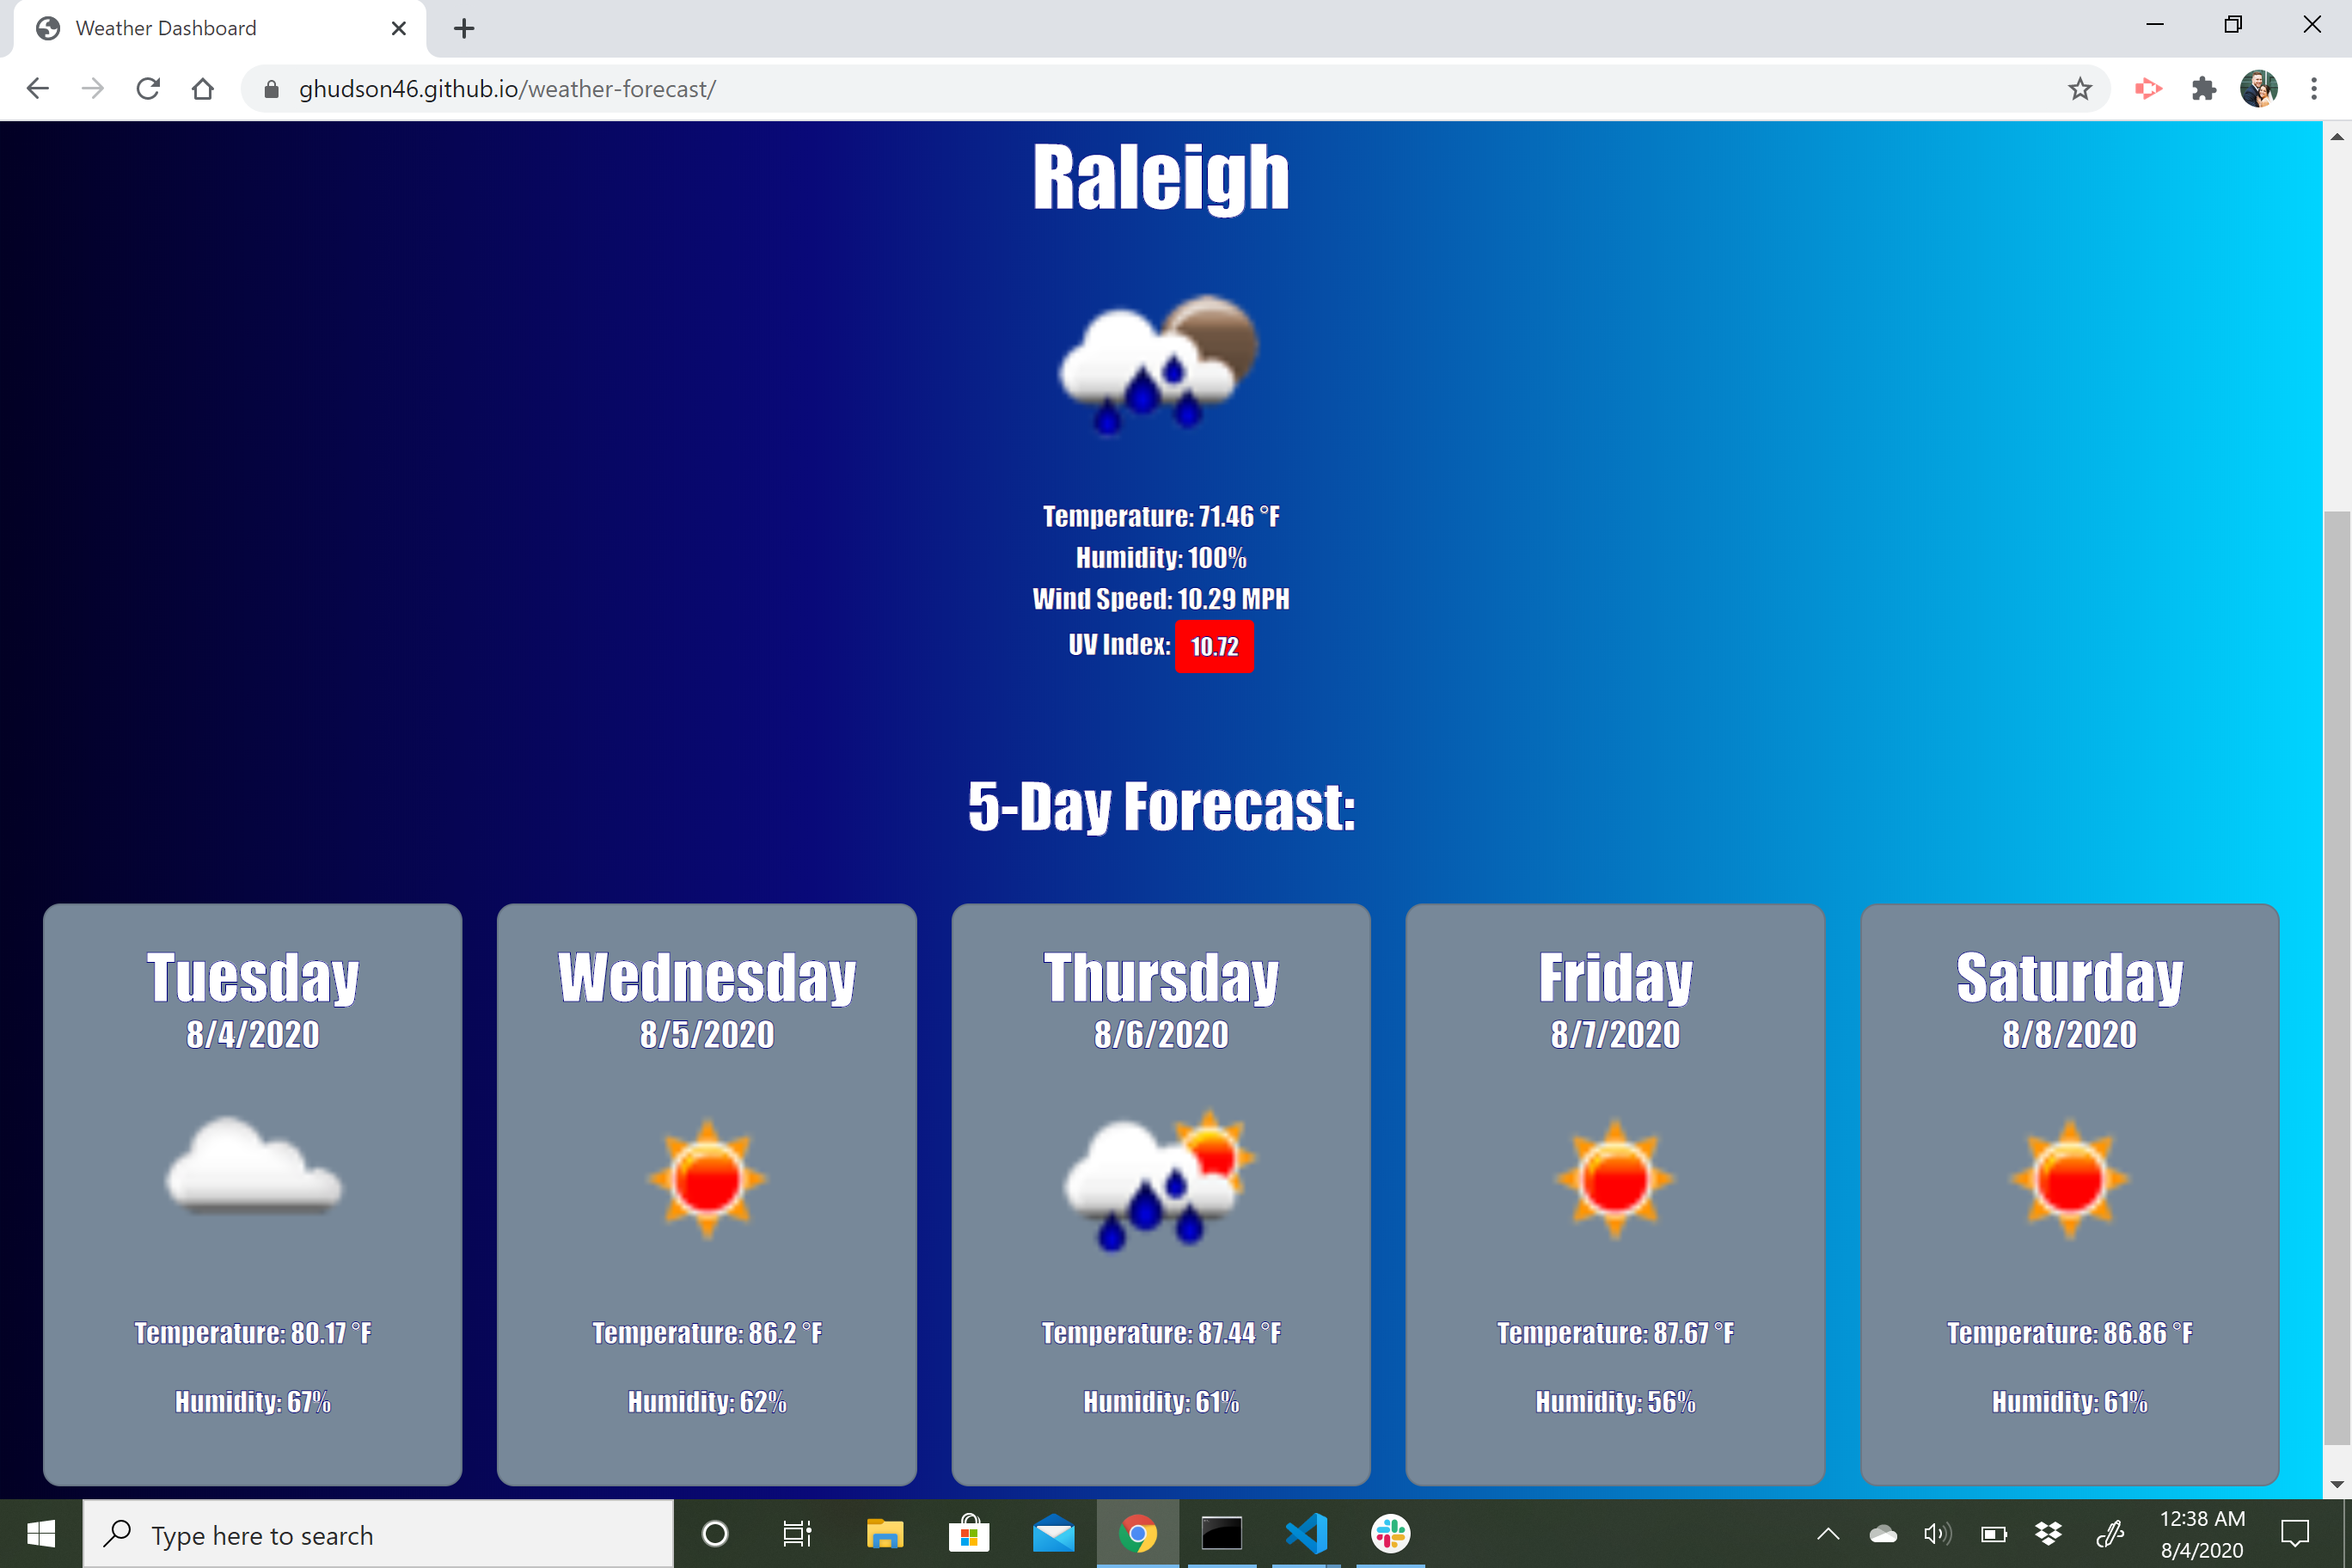 Weather Dashboard
ghudson46.github.io/weather-forecast/
Raleigh
Temperature: 71.46 °F
Humidity: 100%
Wind Speed: 10.29 MPH
UV Index: 10.72
5-Day Forecast:
Tuesday
8/4/2020
Temperature: 80.17 °F
Humidity: 67%
Wednesday
8/5/2020
Temperature: 86.2 °F
Humidity: 62%
Thursday
8/6/2020
Temperature: 87.44 °F
Humidity: 61%
Friday
8/7/2020
Temperature: 87.67 °F
Humidity: 56%
Saturday
8/8/2020
Temperature: 86.86 °F
Humidity: 61%
Type here to search
12:38 AM
8/4/2020